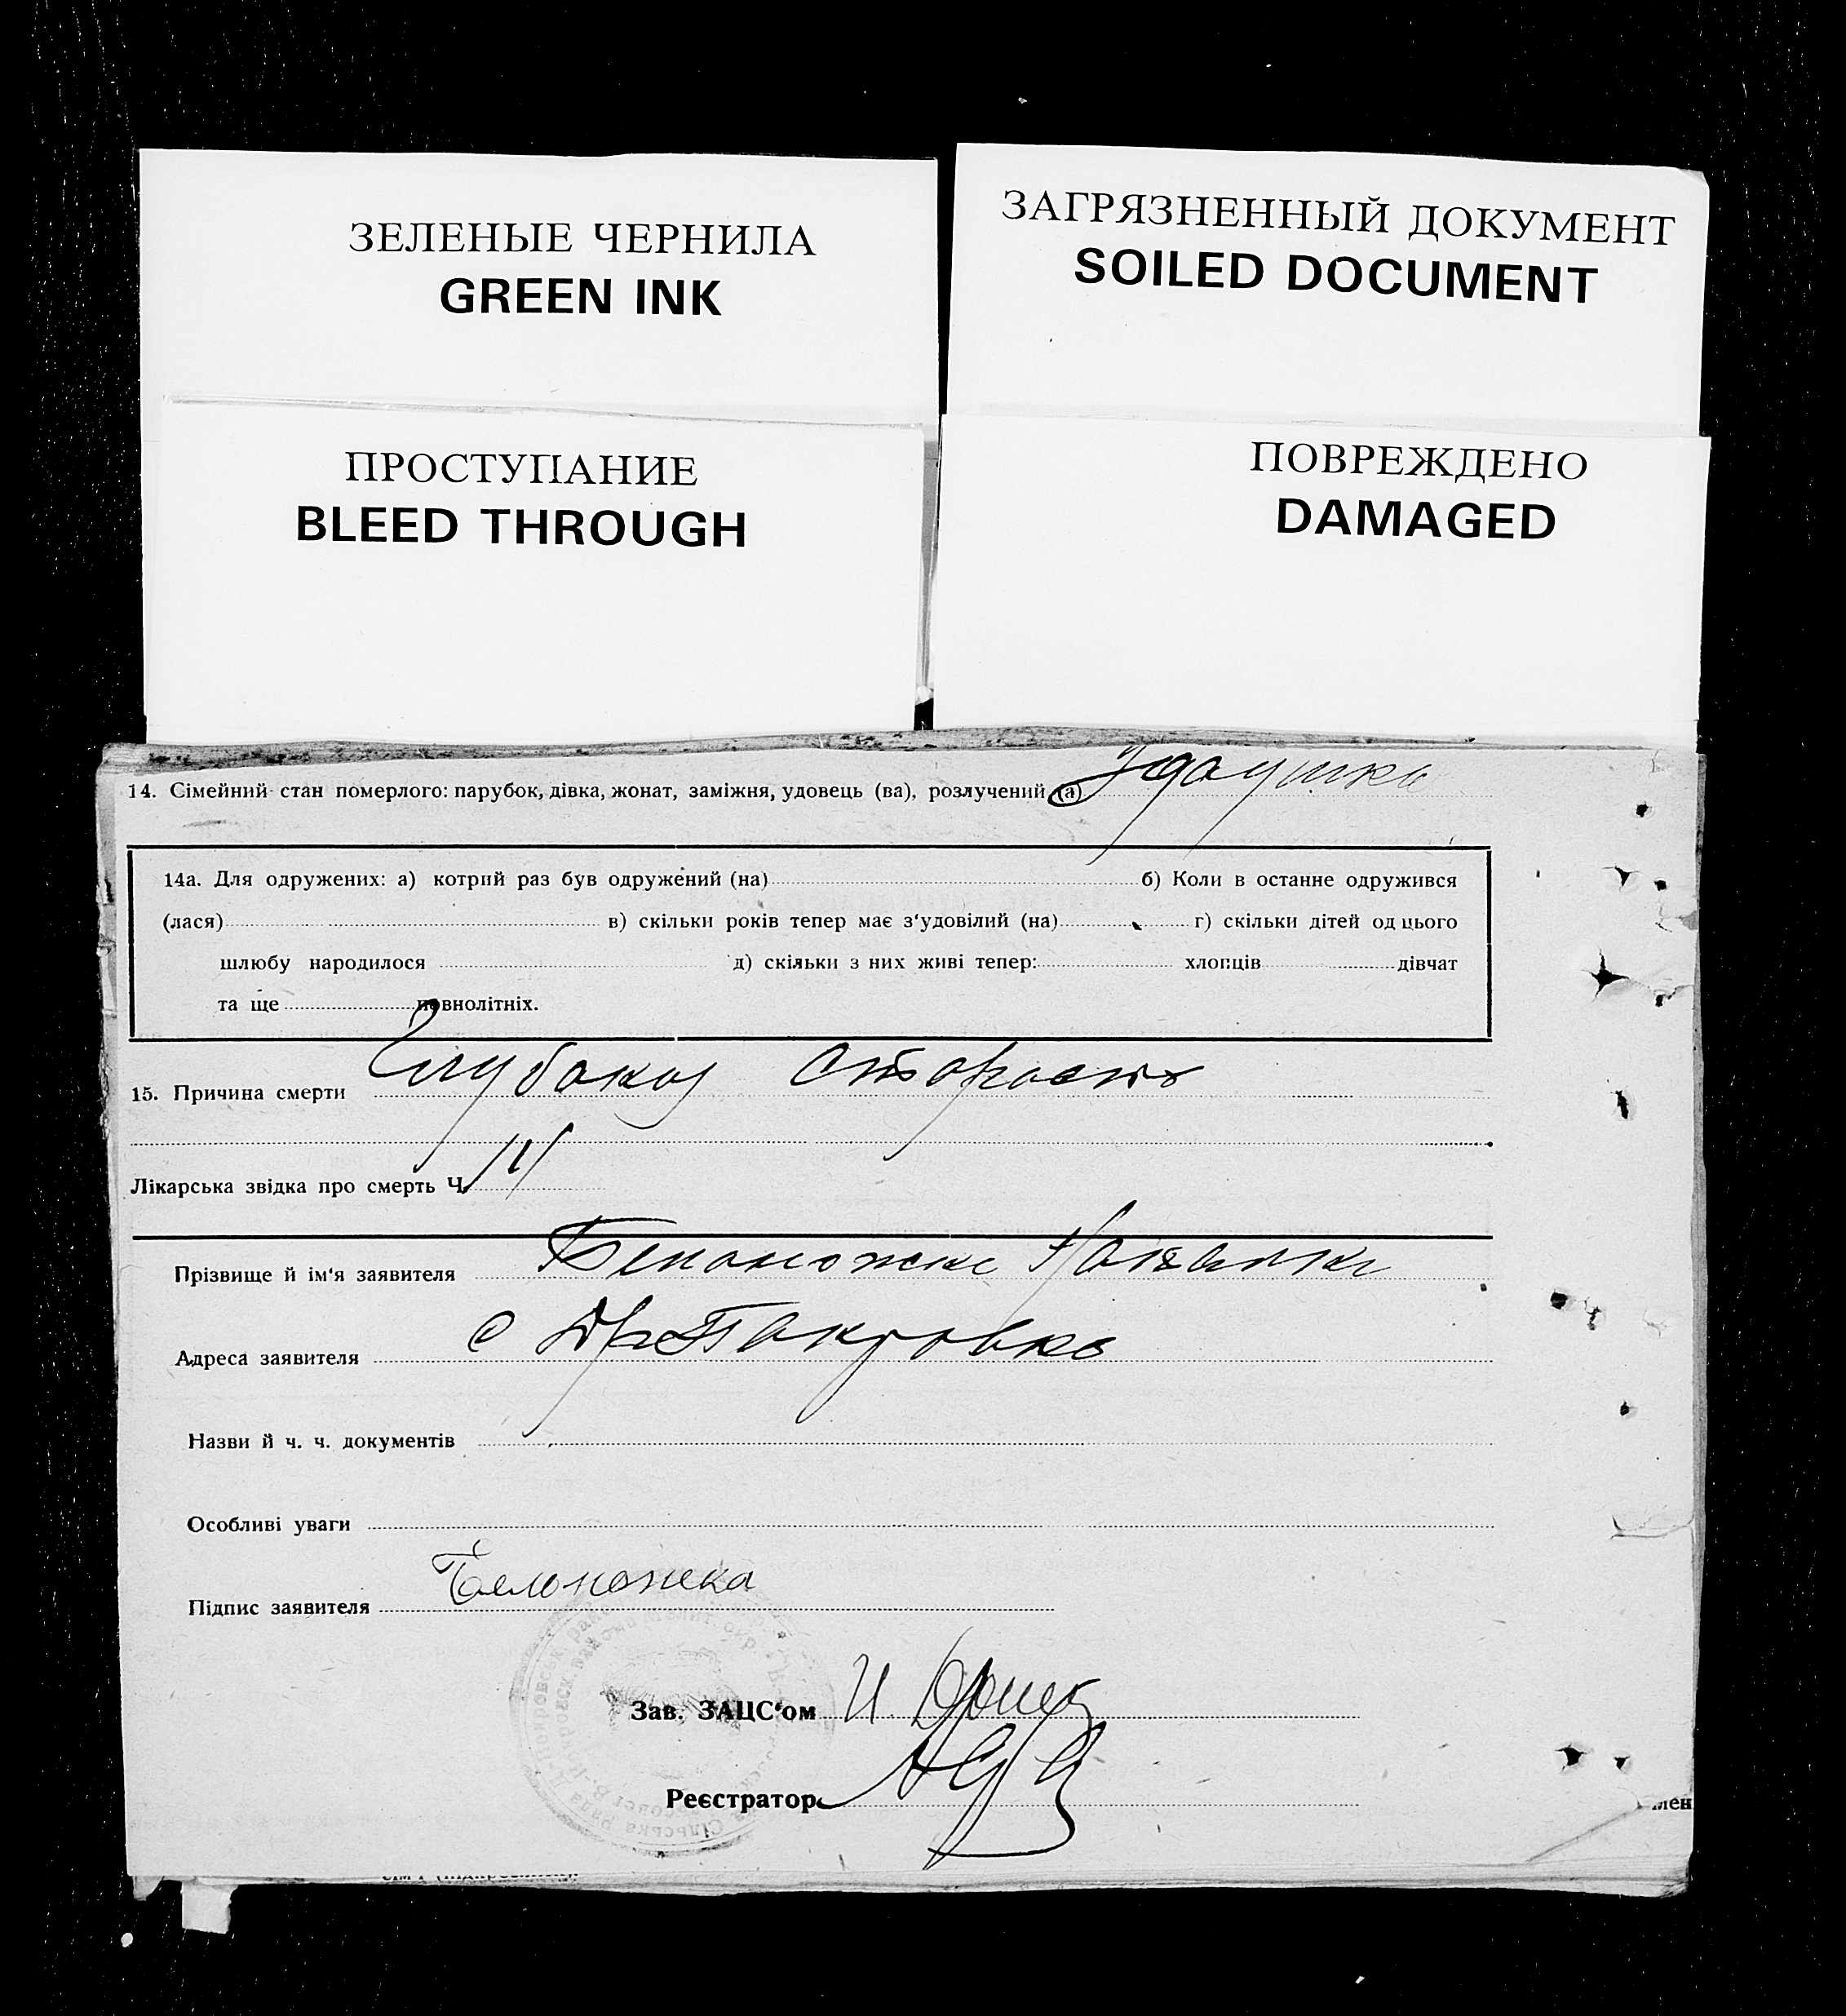 ЗЕЛЕНЫЕ ЧЕРНИЛА
GREEN INK
ЗАГРЯЗНЕННЫЙ ДОКУМЕНТ
SOILED DOCUMENT
ПРОСТУПАНИЕ
BLEED THROUGH
ПОВРЕЖДЕНО
DAMAGED
14. Сімейний стан померлого: парубок, дівка, жонат, заміжня, удовець (ва), розлучений (а)
14а. Для одружених: а) котрий раз був одружений (на) б) Коли в останне одружився
(лася) в) скільки років тепер має з'удовілий (на) г) скільки дітей од цього
шлюбу народилося д) скільки з них живі тепер: хлопців дівчат
та ще повнолітніх.
15. Причина смерти Глубокая старость
Лікарська звідка про смерть Ч.
Прізвище й ім'я заявителя
Адреса заявителя с
Назви й ч. ч. документів
Особливі уваги
Підпис заявителя Белоножка
Зав. ЗАЦС'ом И.
Реєстратор